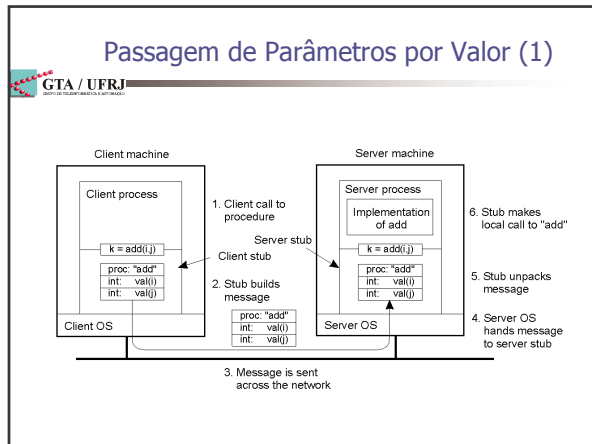 Passagem de Parâmetros por Valor (1)
GTA / UFRJ
GRUPO DE TELEINFORMÁTICA E AUTOMAÇÃO
Client machine
Client process
k = add(i,j)
proc: "add"
int: val(i)
int: val(j)
Client OS
1. Client call to
procedure
Client stub
2. Stub builds
message
proc: "add"
int: val(i)
int: val(j)
3. Message is sent
across the network
Server machine
Server process
Implementation
of add
Server stub
k = add(i,j)
proc: "add"
int: val(i)
int: val(j)
Server OS
6. Stub makes
local call to "add"
5. Stub unpacks
message
4. Server OS
hands message
to server stub